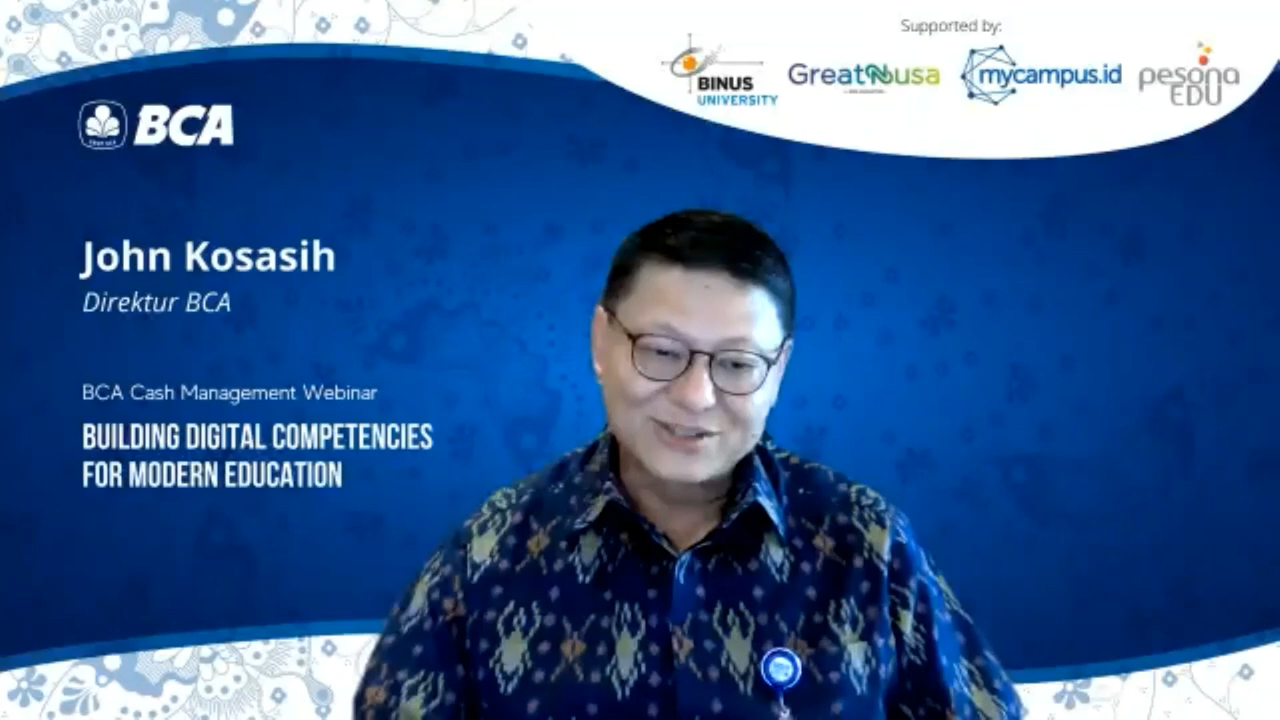 Supported by:
BINUS
UNIVERSITY
GreatNusa
mycampus.id
pesona
EDU
BCA
John Kosasih
Direktur BCA
BCA Cash Management Webinar
BUILDING DIGITAL COMPETENCIES
FOR MODERN EDUCATION